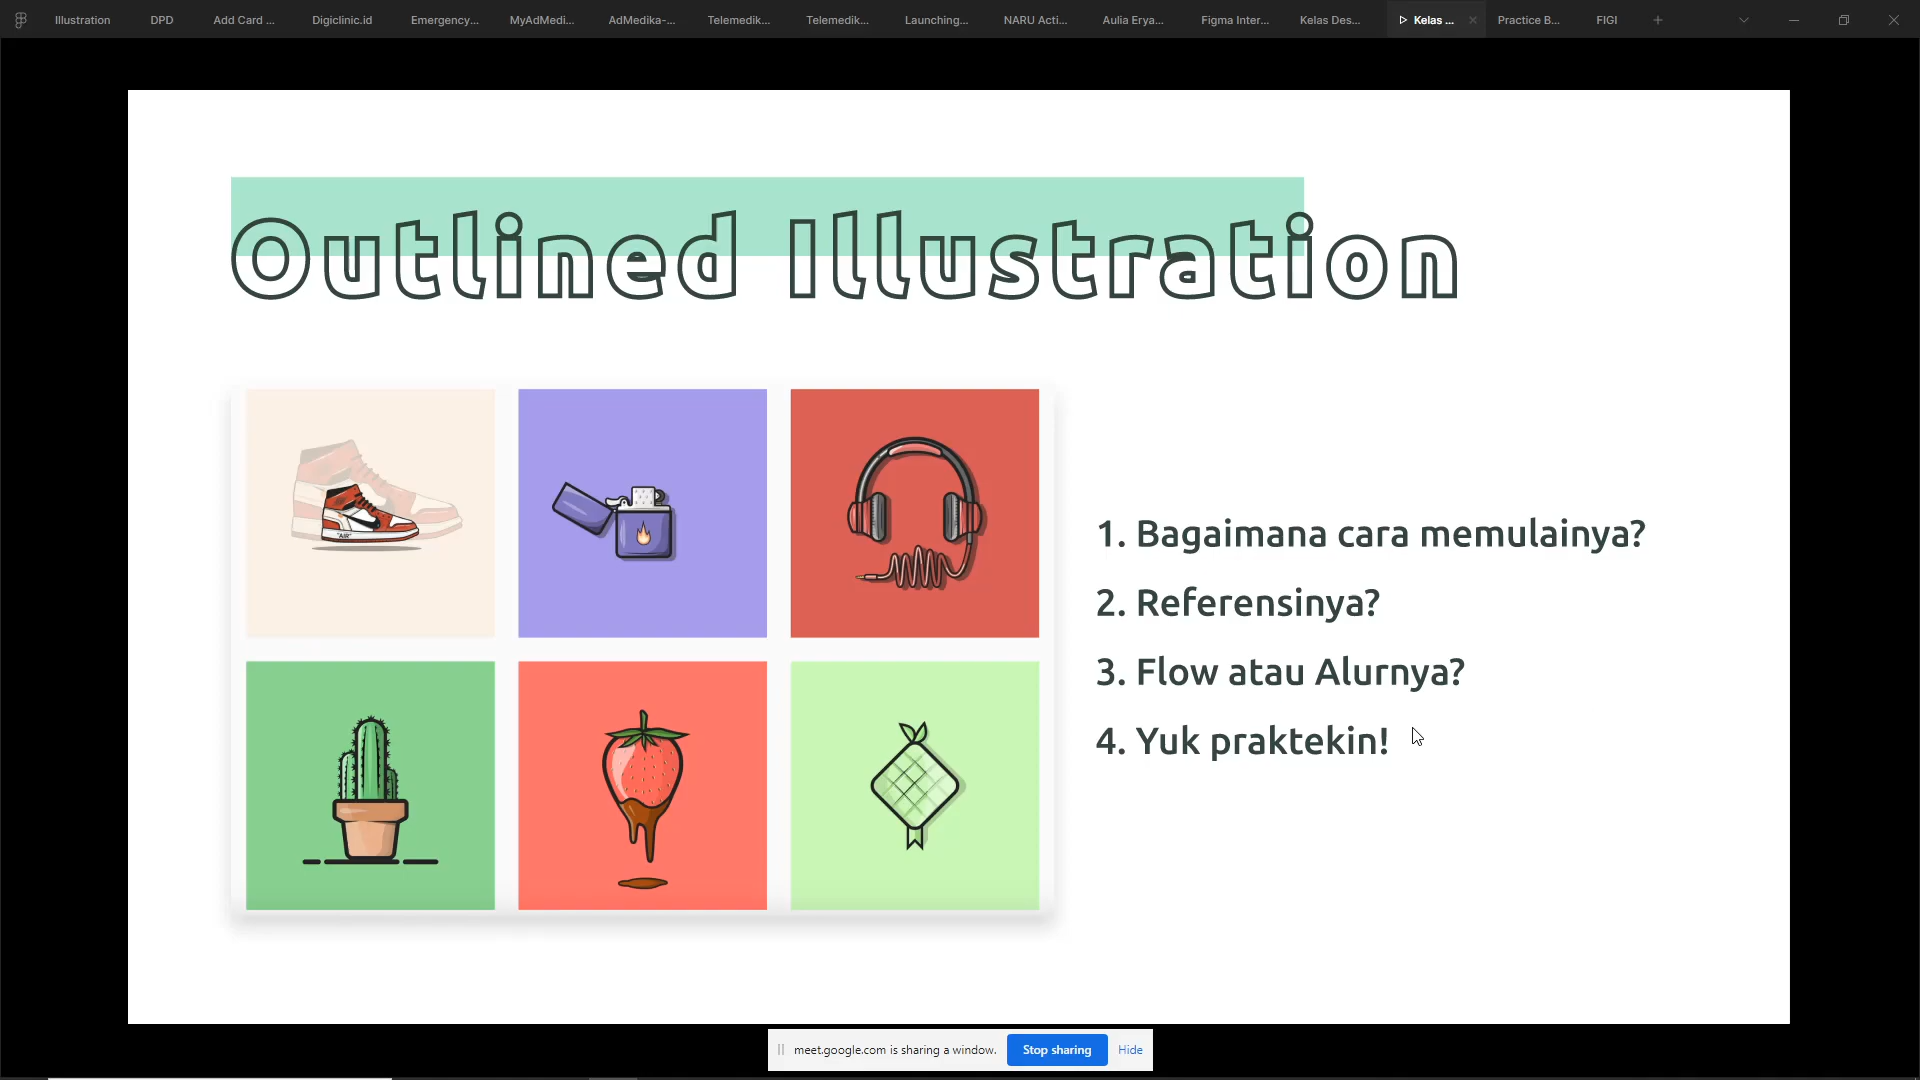 Illustration
DPD
Add Card ...
Digiclinic.id
Emergency...
MyAdMedi...
AdMedika-...
Telemedik...
Telemedik...
Launching...
NARU Acti...
Aulia Erya...
Figma Inter...
Kelas Des...
Kelas ...
Practice B...
FIGI
Outlined Illustration
"AIR"
1. Bagaimana cara memulainya?
2. Referensinya?
3. Flow atau Alurnya?
4. Yuk praktekin!
meet.google.com is sharing a window.
Stop sharing
Hide